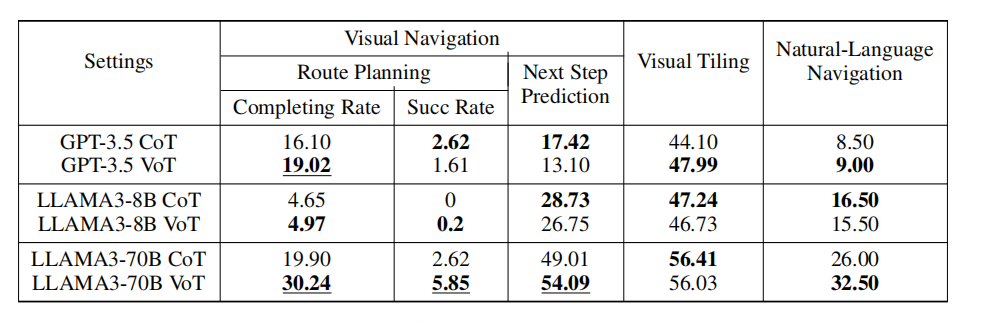 Settings Visual Navigation Visual Tiling Natural-Language Navigation
Route Planning Next Step Prediction
Completing Rate Succ Rate
GPT-3.5 CoT 16.10 2.62 17.42 44.10 8.50
GPT-3.5 VoT 19.02 1.61 13.10 47.99 9.00
LLAMA3-8B CoT 4.65 0 28.73 47.24 16.50
LLAMA3-8B VoT 4.97 0.2 26.75 46.73 15.50
LLAMA3-70B CoT 19.90 2.62 49.01 56.41 26.00
LLAMA3-70B VoT 30.24 5.85 54.09 56.03 32.50